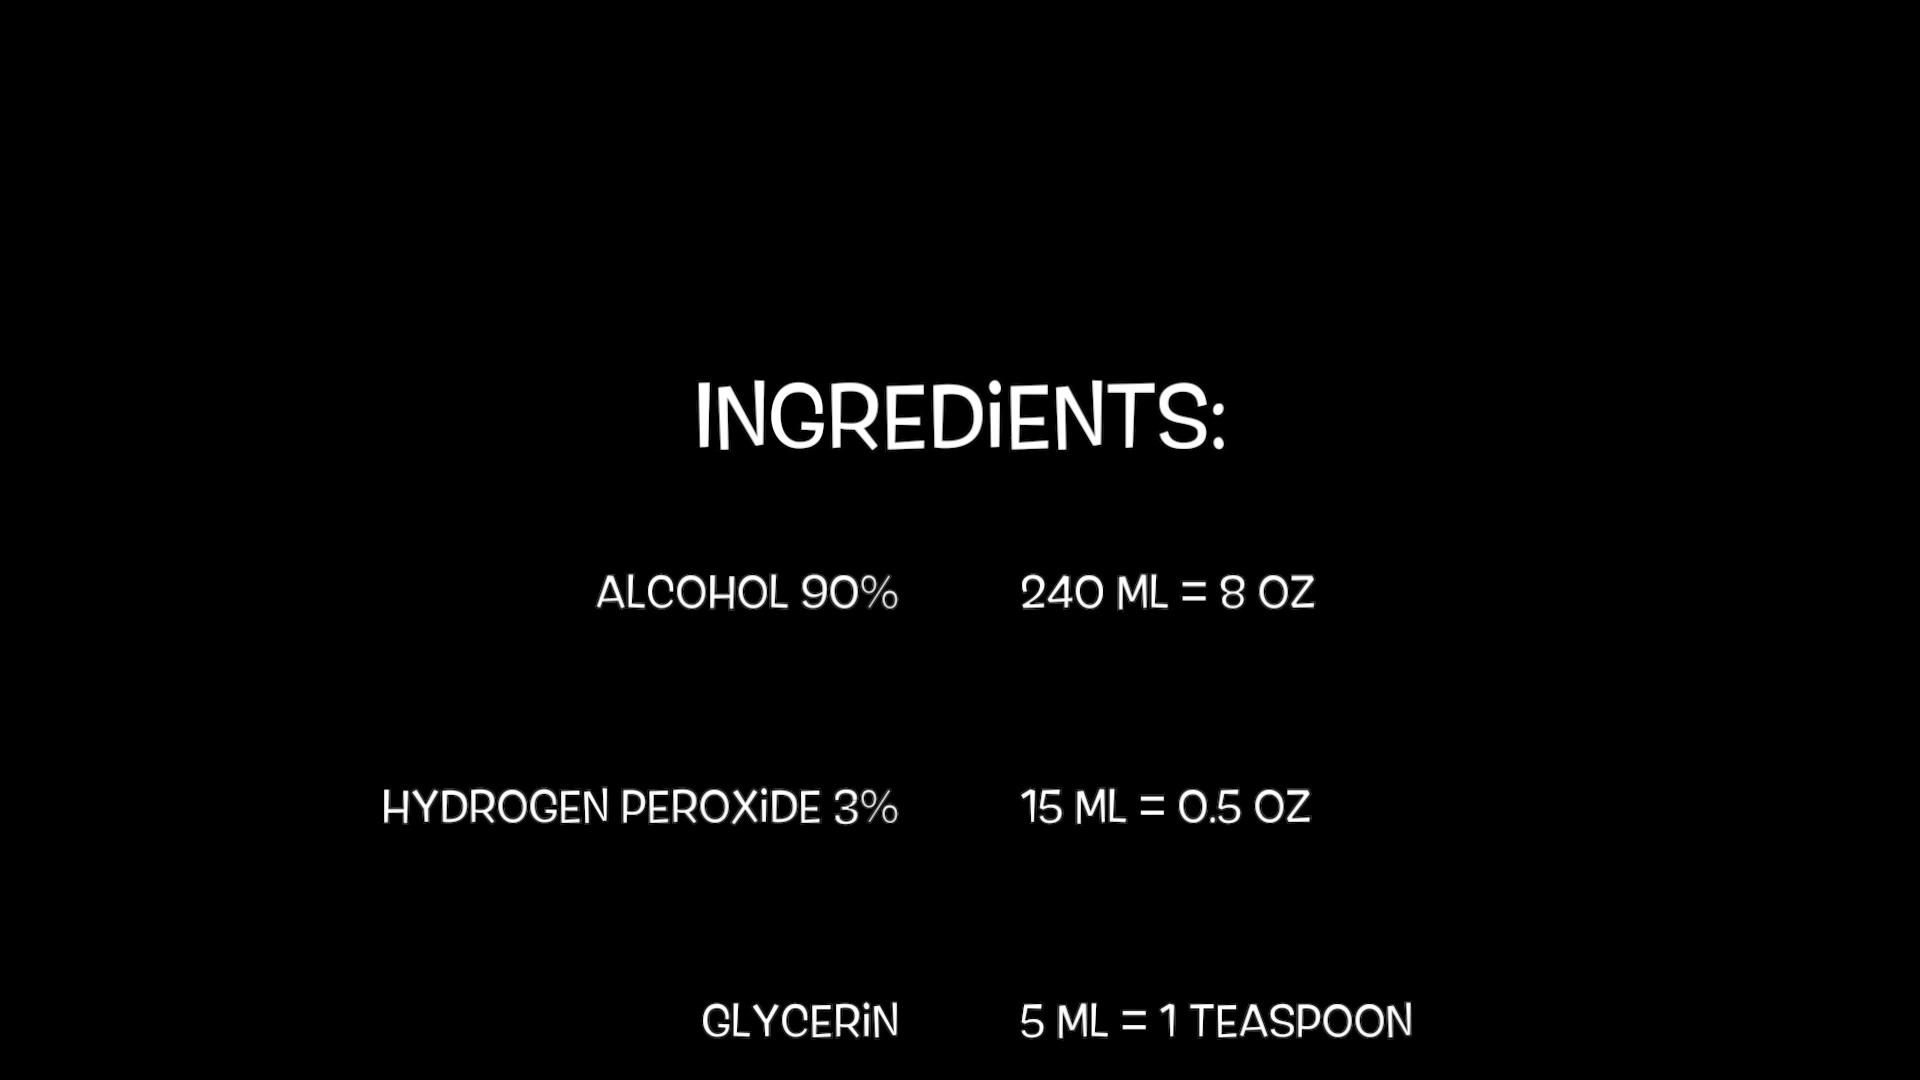 INGREDiENTS:
ALCOHOL 90% 240 ML = 8 OZ
HYDROGEN PEROXiDE 3% 15 ML = 0.5 OZ
GLYCERiN 5 ML = 1 TEASPOON